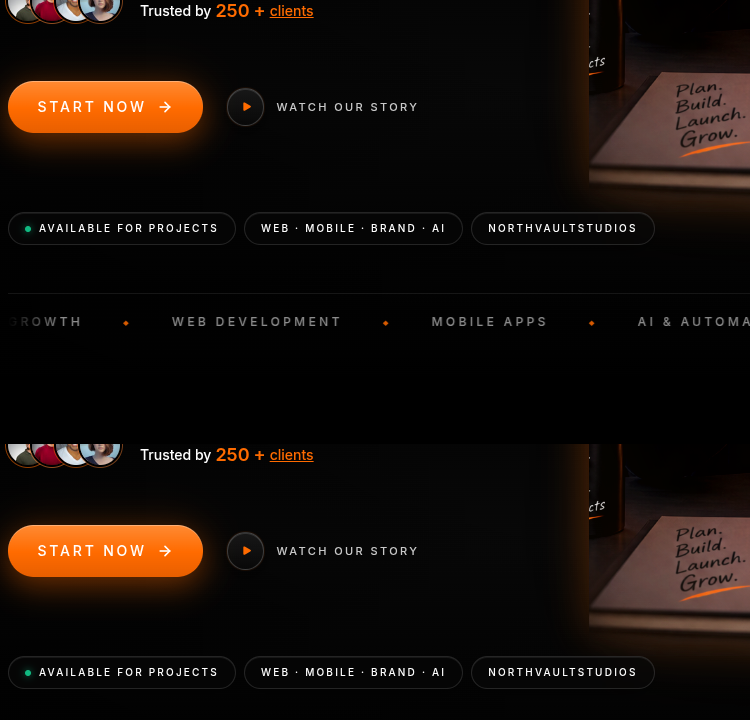 Trusted by 250 + clients
cts
Plan.
Build.
Launch.
Grow.
START NOW
WATCH OUR STORY
AVAILABLE FOR PROJECTS
WEB · MOBILE · BRAND · AI
NORTHVAULTSTUDIOS
GROWTH ◆ WEB DEVELOPMENT ◆ MOBILE APPS ◆ AI & AUTOMA
Trusted by 250 + clients
cts
Plan.
Build.
Launch.
Grow.
START NOW
WATCH OUR STORY
AVAILABLE FOR PROJECTS
WEB · MOBILE · BRAND · AI
NORTHVAULTSTUDIOS